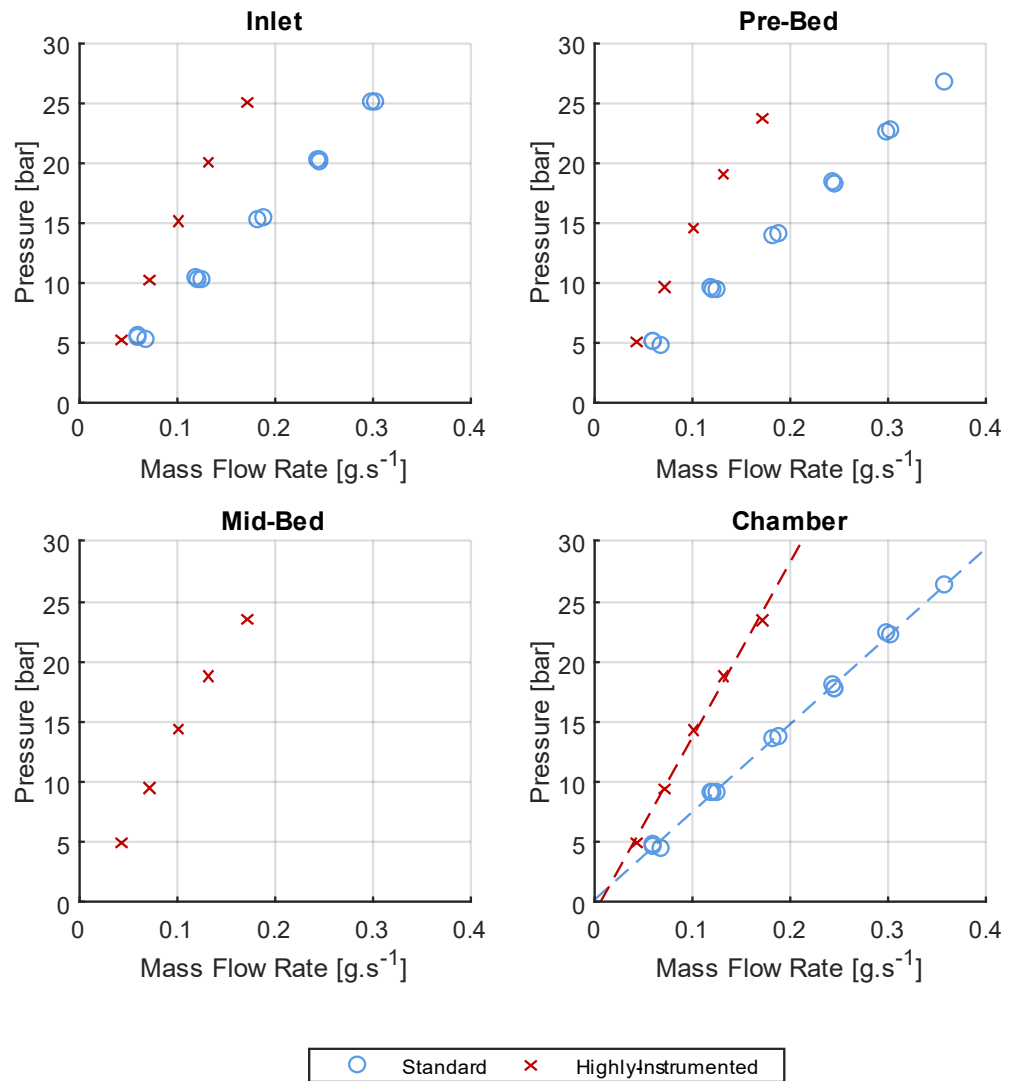 Inlet
Pre-Bed
30
25
20
15
10
5
0
Pressure [bar]
0 0.1 0.2 0.3 0.4
Mass Flow Rate [g.s-1]
30
25
20
15
10
5
0
Pressure [bar]
0 0.1 0.2 0.3 0.4
Mass Flow Rate [g.s-1]
Mid-Bed
Chamber
30
25
20
15
10
5
0
Pressure [bar]
0 0.1 0.2 0.3 0.4
Mass Flow Rate [g.s-1]
30
25
20
15
10
5
0
Pressure [bar]
0 0.1 0.2 0.3 0.4
Mass Flow Rate [g.s-1]
Standard Highly-Instrumented